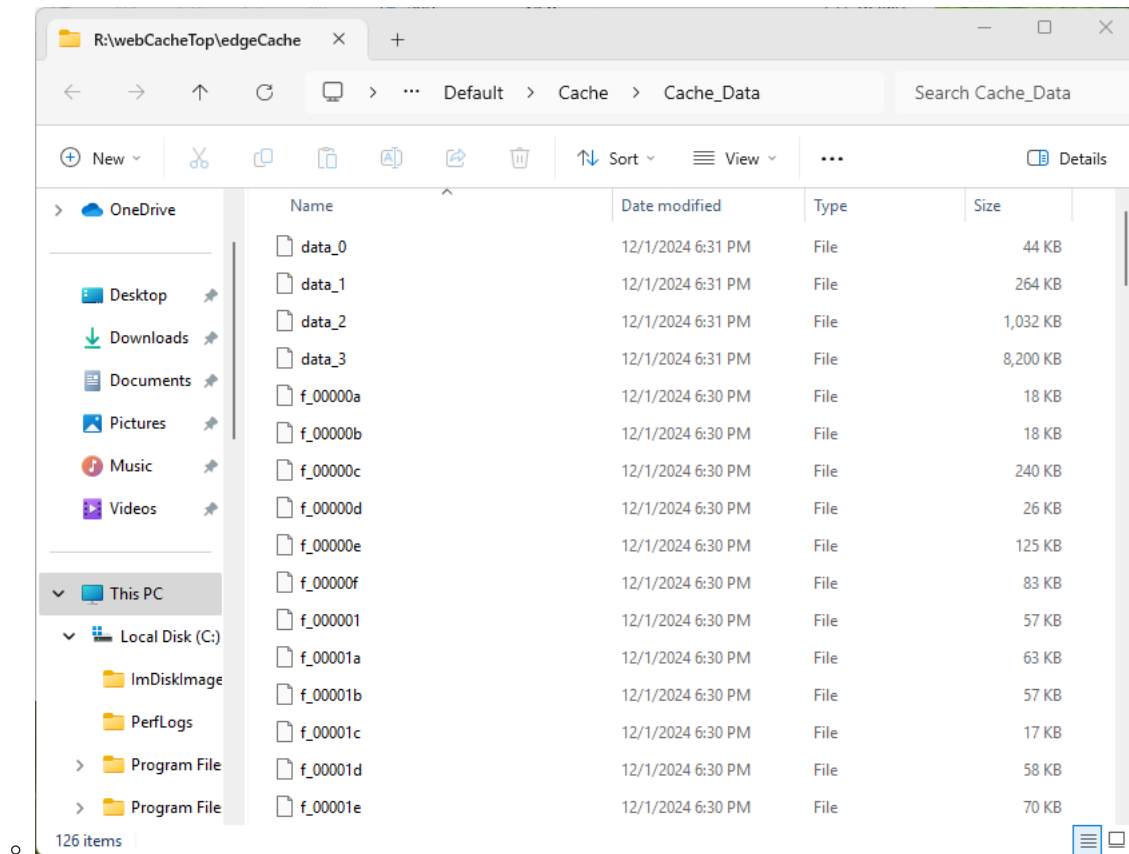 R:\webCacheTop\edgeCache
Default > Cache > Cache_Data
Search Cache_Data
New
Sort
View
Details
OneDrive
Desktop
Downloads
Documents
Pictures
Music
Videos
This PC
Local Disk (C:)
ImDiskImage
PerfLogs
Program File
Program File
Name Date modified Type Size
data_0 12/1/2024 6:31 PM File 44 KB
data_1 12/1/2024 6:31 PM File 264 KB
data_2 12/1/2024 6:31 PM File 1,032 KB
data_3 12/1/2024 6:31 PM File 8,200 KB
f_00000a 12/1/2024 6:30 PM File 18 KB
f_00000b 12/1/2024 6:30 PM File 18 KB
f_00000c 12/1/2024 6:30 PM File 240 KB
f_00000d 12/1/2024 6:30 PM File 26 KB
f_00000e 12/1/2024 6:30 PM File 125 KB
f_00000f 12/1/2024 6:30 PM File 83 KB
f_000001 12/1/2024 6:30 PM File 57 KB
f_00001a 12/1/2024 6:30 PM File 63 KB
f_00001b 12/1/2024 6:30 PM File 57 KB
f_00001c 12/1/2024 6:30 PM File 17 KB
f_00001d 12/1/2024 6:30 PM File 58 KB
f_00001e 12/1/2024 6:30 PM File 70 KB
126 items